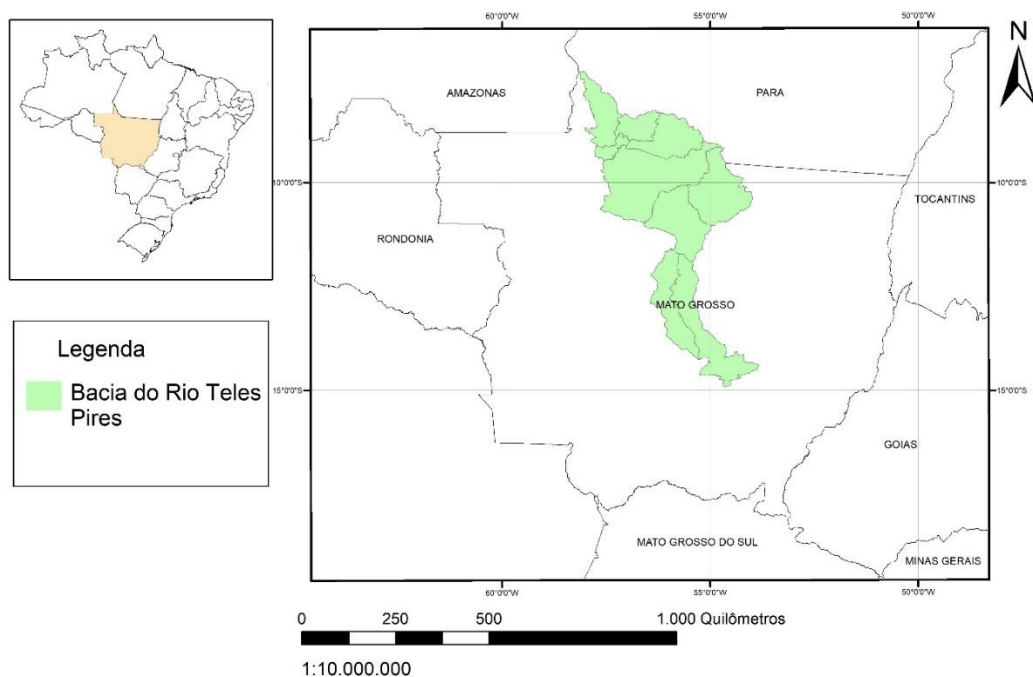 60°0'0"W
55°0'0"W
50°0'0"W
N
AMAZONAS
PARA
10°0'0"S
10°0'0"S
TOCANTINS
RONDONIA
MATO GROSSO
Legenda
Bacia do Rio Teles
Pires
15°0'0"S
15°0'0"S
GOIAS
MATO GROSSO DO SUL
MINAS GERAIS
60°0'0"W
55°0'0"W
50°0'0"W
0 250 500 1.000 Quilômetros
1:10.000.000